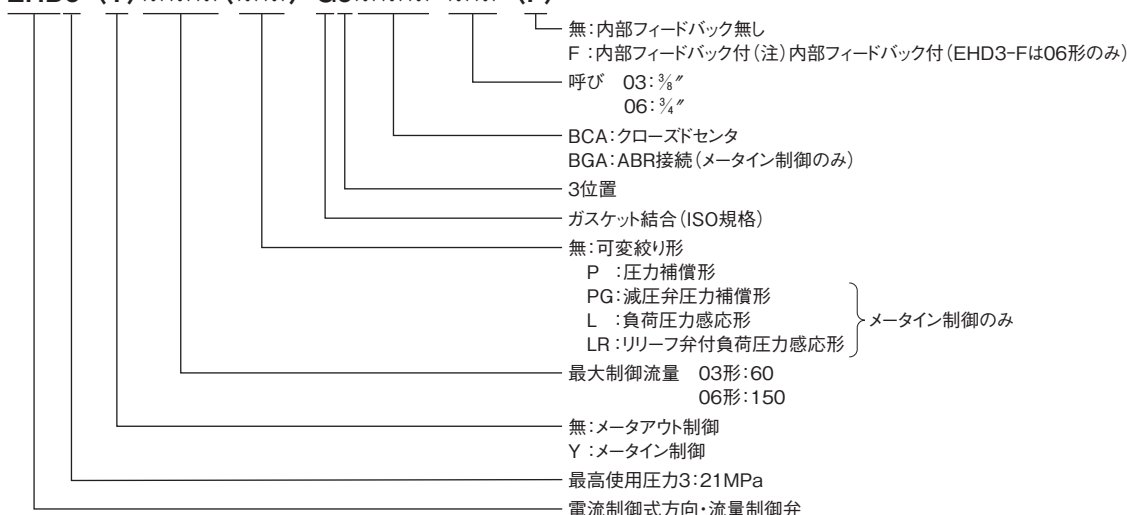 無：内部フィードバック無し
F：内部フィードバック付（注）内部フィードバック付（EHD3-Fは06形のみ）
呼び　03：3/8″
06：3/4″
BCA：クローズドセンタ
BGA：ABR接続（メータイン制御のみ）
3位置
ガスケット結合（ISO規格）
無：可変絞り形
P：圧力補償形
PG：減圧弁圧力補償形
L：負荷圧力感応形
メータイン制御のみ
LR：リリーフ弁付負荷圧力感応形
最大制御流量　03形：60
06形：150
無：メータアウト制御
Y：メータイン制御
最高使用圧力3：21MPa
電流制御式方向・流量制御弁